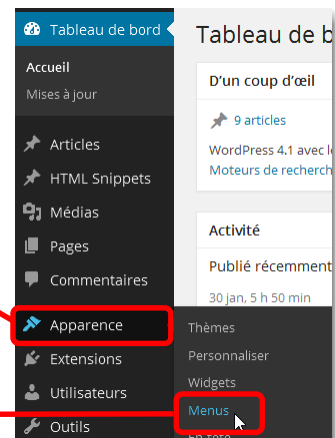 Tableau de bord
Accueil
Mises à jour
Articles
HTML Snippets
Médias
Pages
Commentaires
Apparence
Extensions
Utilisateurs
Outils
Thèmes
Personnaliser
Widgets
Menus
En-tête
Tableau de b
D'un coup d'œil
9 articles
WordPress 4.1 avec l
Moteurs de recherch
Activité
Publié récemment
30 jan, 5 h 50 min